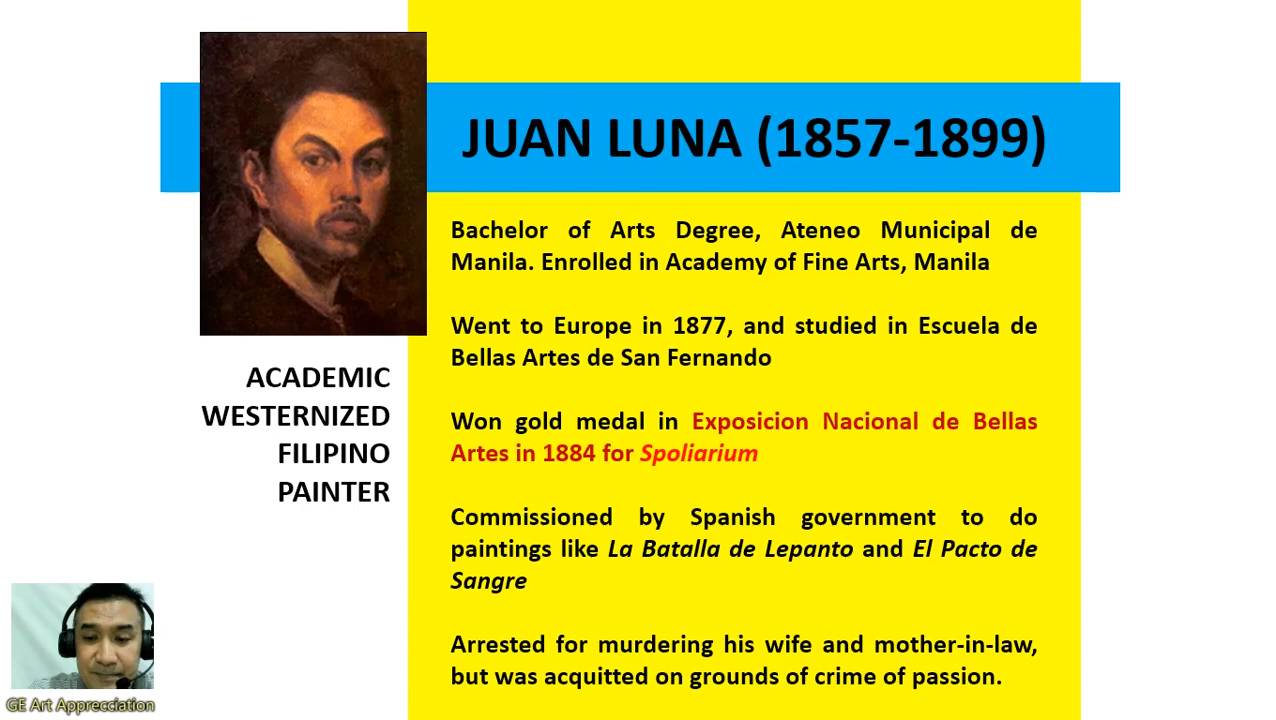 JUAN LUNA (1857-1899)
Bachelor of Arts Degree, Ateneo Municipal de
Manila. Enrolled in Academy of Fine Arts, Manila
Went to Europe in 1877, and studied in Escuela de
Bellas Artes de San Fernando
Won gold medal in Exposicion Nacional de Bellas
Artes in 1884 for Spoliarium
Commissioned by Spanish government to do
paintings like La Batalla de Lepanto and El Pacto de
Sangre
Arrested for murdering his wife and mother-in-law,
but was acquitted on grounds of crime of passion.
ACADEMIC
WESTERNIZED
FILIPINO
PAINTER
GE Art Apprecciation